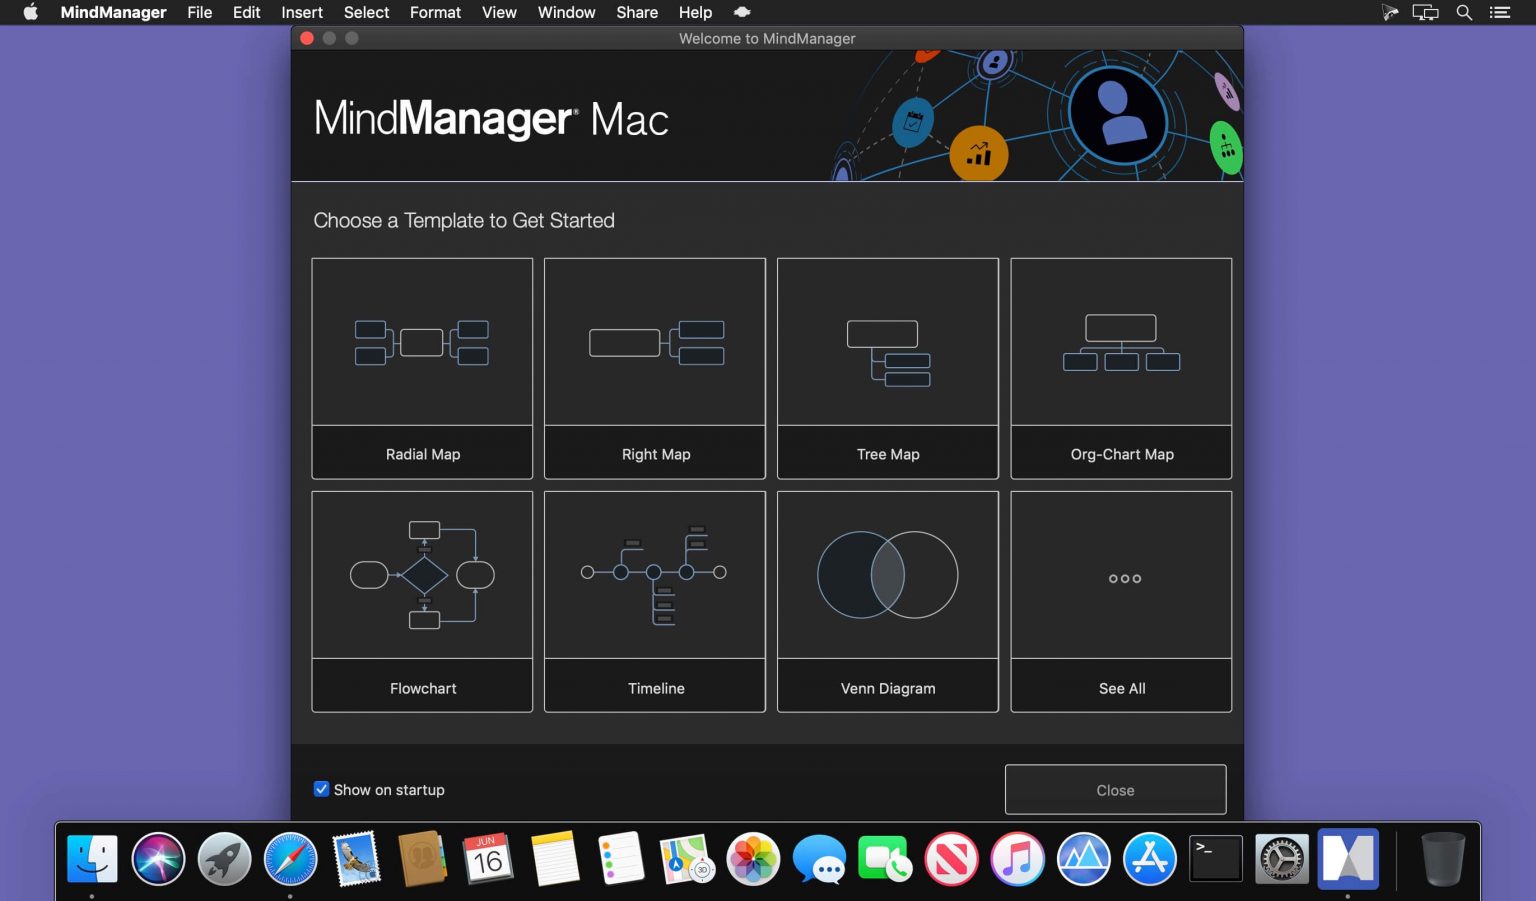 MindManager File Edit Insert Select Format View Window Share Help
Welcome to MindManager
MindManager® Mac
Choose a Template to Get Started
Radial Map Right Map Tree Map Org-Chart Map
Flowchart Timeline Venn Diagram See All
Show on startup Close
JUN
16
3D
>_